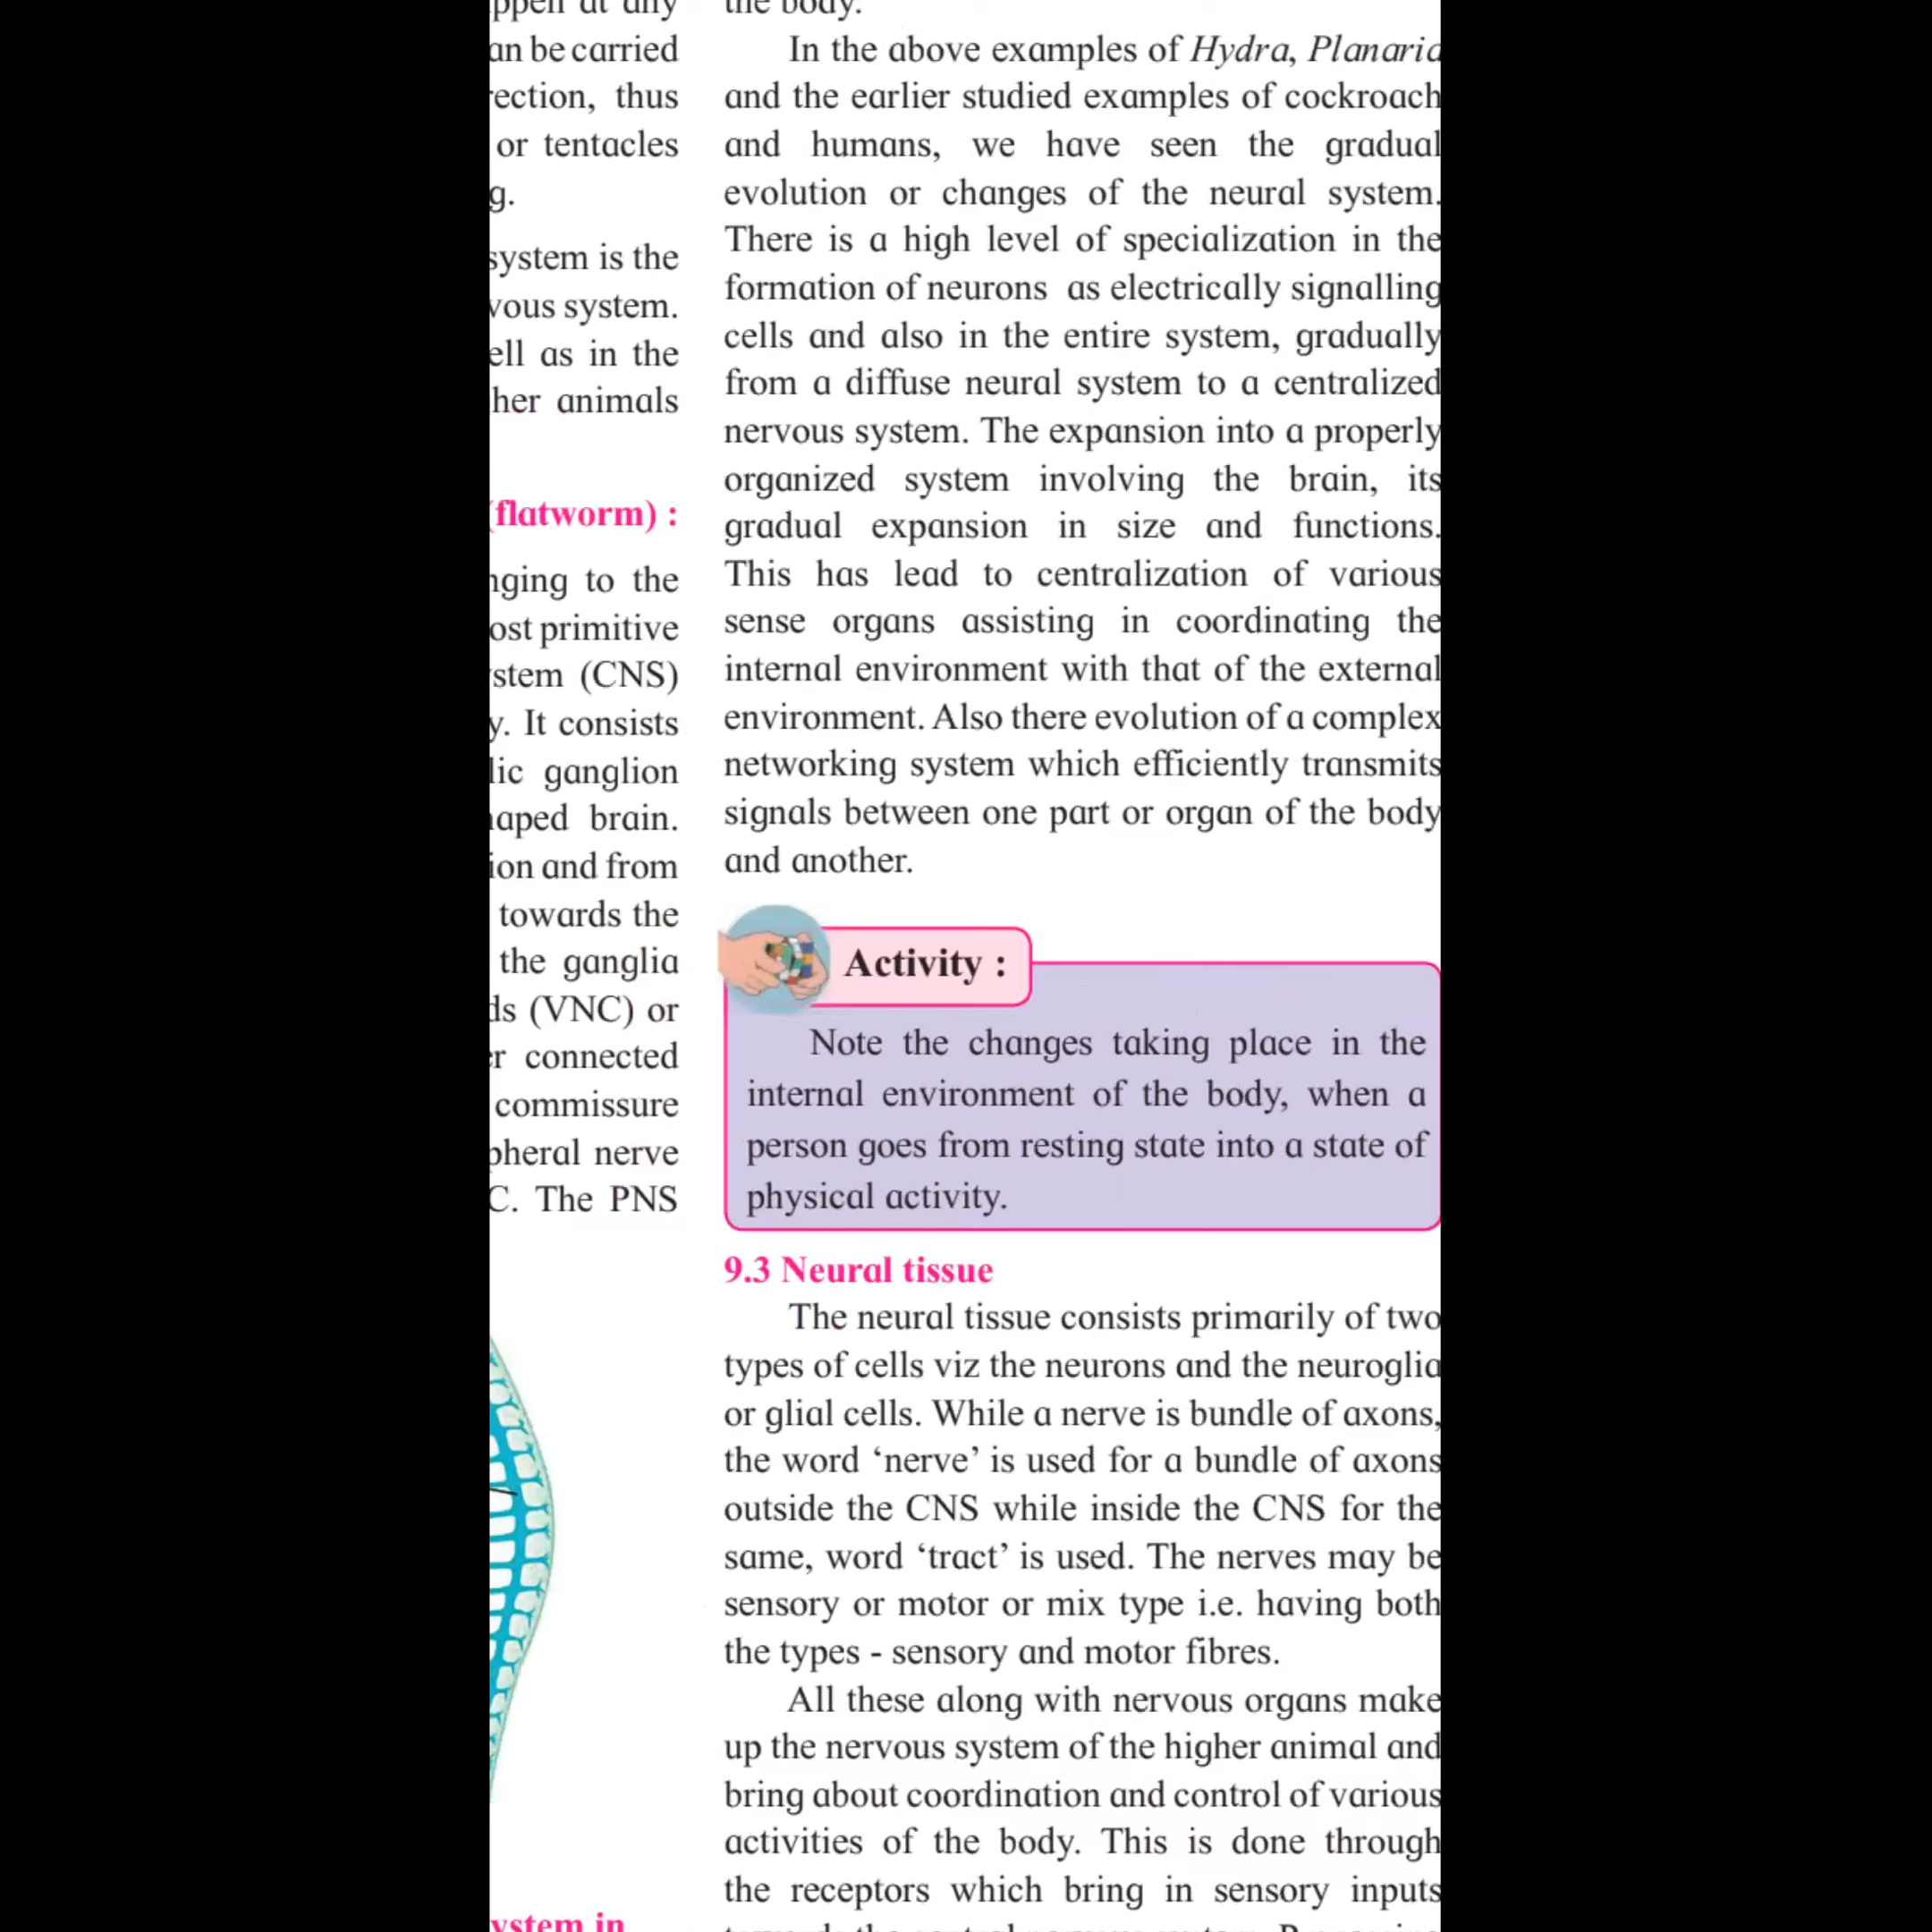 an be carried
rection, thus
or tentacles
g.
system is the
vous system.
ell as in the
her animals
(flatworm) :
nging to the
ost primitive
stem (CNS)
y. It consists
lic ganglion
aped brain.
ion and from
towards the
the ganglia
ds (VNC) or
er connected
commissure
pheral nerve
C. The PNS
ystem in
the body.
In the above examples of Hydra, Planaria
and the earlier studied examples of cockroach
and humans, we have seen the gradual
evolution or changes of the neural system.
There is a high level of specialization in the
formation of neurons as electrically signalling
cells and also in the entire system, gradually
from a diffuse neural system to a centralized
nervous system. The expansion into a properly
organized system involving the brain, its
gradual expansion in size and functions.
This has lead to centralization of various
sense organs assisting in coordinating the
internal environment with that of the external
environment. Also there evolution of a complex
networking system which efficiently transmits
signals between one part or organ of the body
and another.
Activity :
Note the changes taking place in the
internal environment of the body, when a
person goes from resting state into a state of
physical activity.
9.3 Neural tissue
The neural tissue consists primarily of two
types of cells viz the neurons and the neuroglia
or glial cells. While a nerve is bundle of axons,
the word ‘nerve’ is used for a bundle of axons
outside the CNS while inside the CNS for the
same, word ‘tract’ is used. The nerves may be
sensory or motor or mix type i.e. having both
the types - sensory and motor fibres.
All these along with nervous organs make
up the nervous system of the higher animal and
bring about coordination and control of various
activities of the body. This is done through
the receptors which bring in sensory inputs